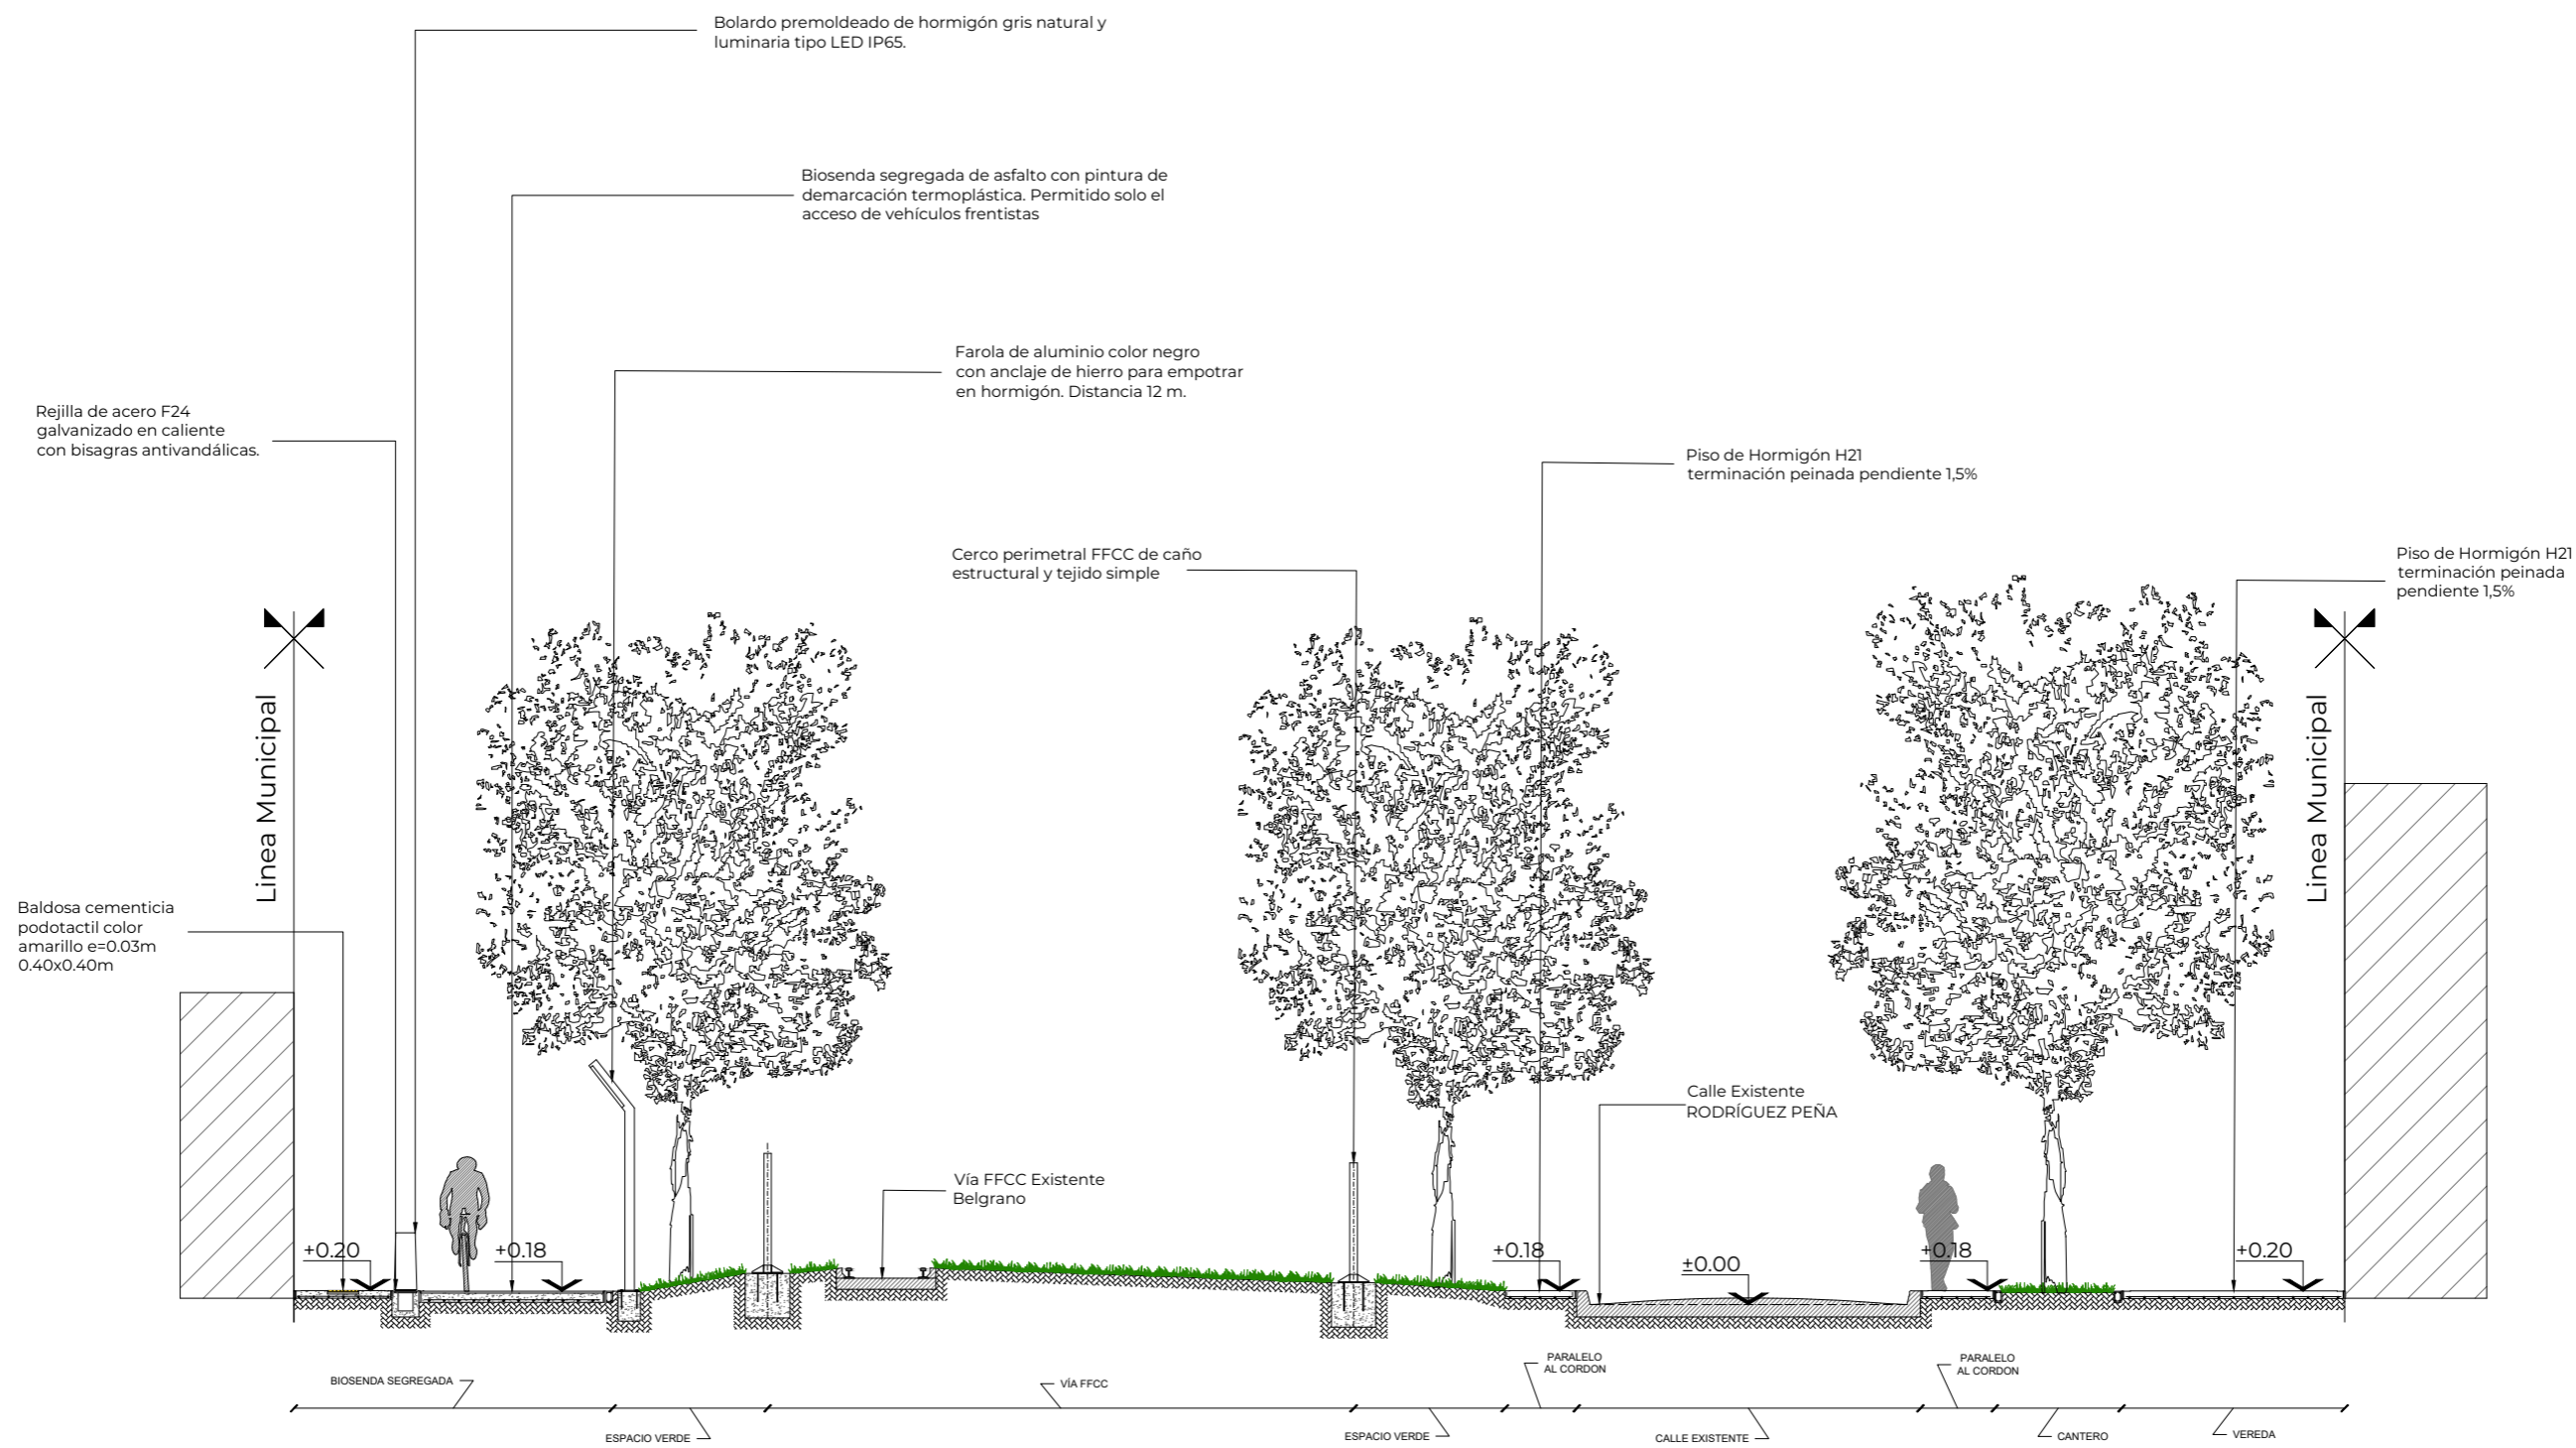 Bolardo premoldeado de hormigón gris natural y
luminaria tipo LED IP65.
Biosenda segregada de asfalto con pintura de
demarcación termoplástica. Permitido solo el
acceso de vehículos frentistas
Farola de aluminio color negro
con anclaje de hierro para empotrar
en hormigón. Distancia 12 m.
Rejilla de acero F24
galvanizado en caliente
con bisagras antivandálicas.
Piso de Hormigón H21
terminación peinada pendiente 1,5%
Cerco perimetral FFCC de caño
estructural y tejido simple
Piso de Hormigón H21
terminación peinada
pendiente 1,5%
Linea Municipal
Linea Municipal
Baldosa cementicia
podotactil color
amarillo e=0.03m
0.40x0.40m
Calle Existente
RODRÍGUEZ PEÑA
Vía FFCC Existente
Belgrano
+0.20
+0.18
+0.18
±0.00
+0.18
+0.20
BIOSENDA SEGREGADA
ESPACIO VERDE
VÍA FFCC
ESPACIO VERDE
PARALELO
AL CORDON
CALLE EXISTENTE
PARALELO
AL CORDON
CANTERO
VEREDA